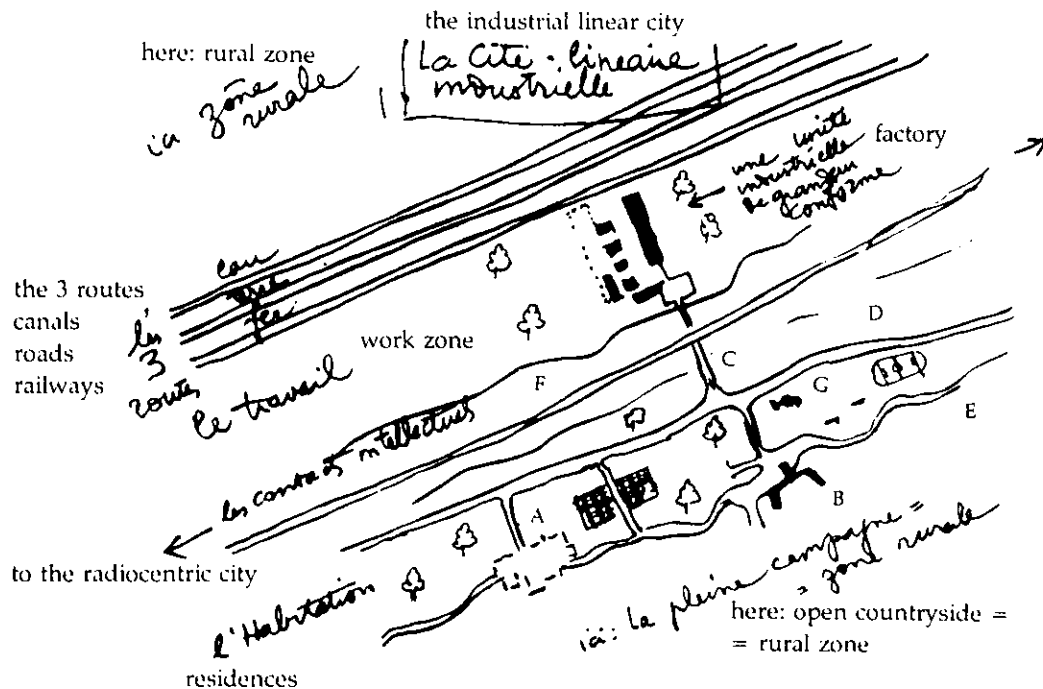 the industrial linear city
here: rural zone
La Cité · linéaire
industrielle
ici zône
rurale
une unité
industrielle
de grandeur
conforme
factory
the 3 routes
canals
roads
railways
eau
terre
fer
les
3
routes
work zone
le travail
D
C
F
G
E
les contacts intellectuels
A
B
to the radiocentric city
l'Habitation
residences
ici: la pleine campagne =
= zone rurale
here: open countryside =
= rural zone